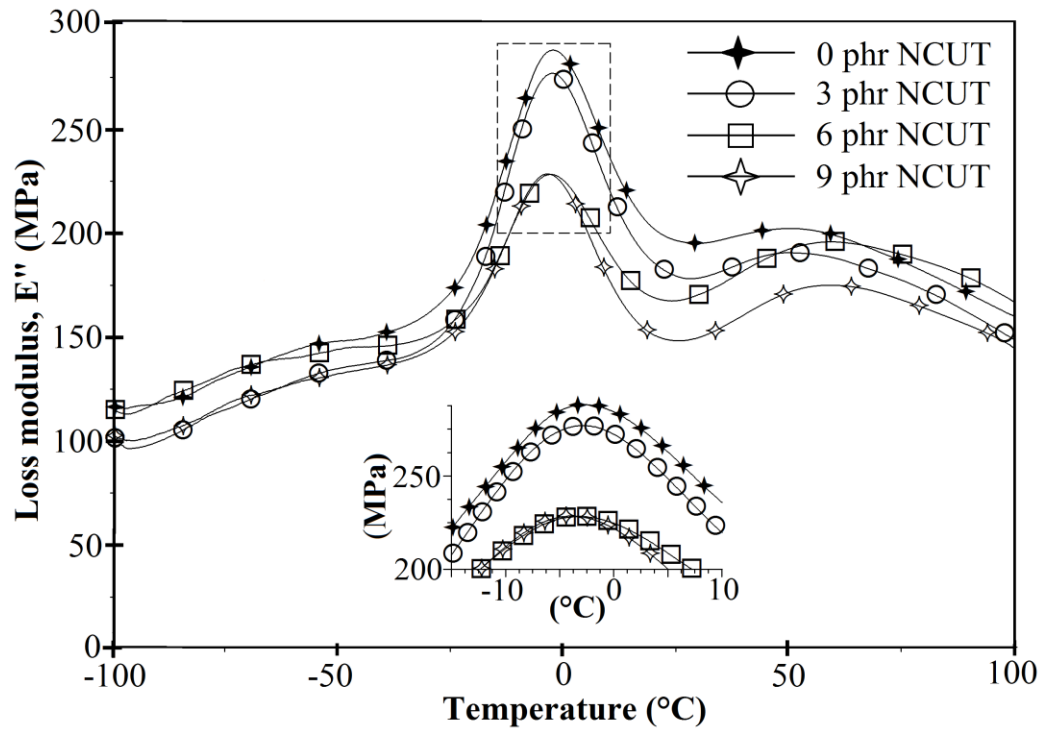 300
250
200
150
100
50
0
Loss modulus, E" (MPa)
0 phr NCUT
3 phr NCUT
6 phr NCUT
9 phr NCUT
250
200
(MPa)
-10 0 10
(°C)
-100 -50 0 50 100
Temperature (°C)